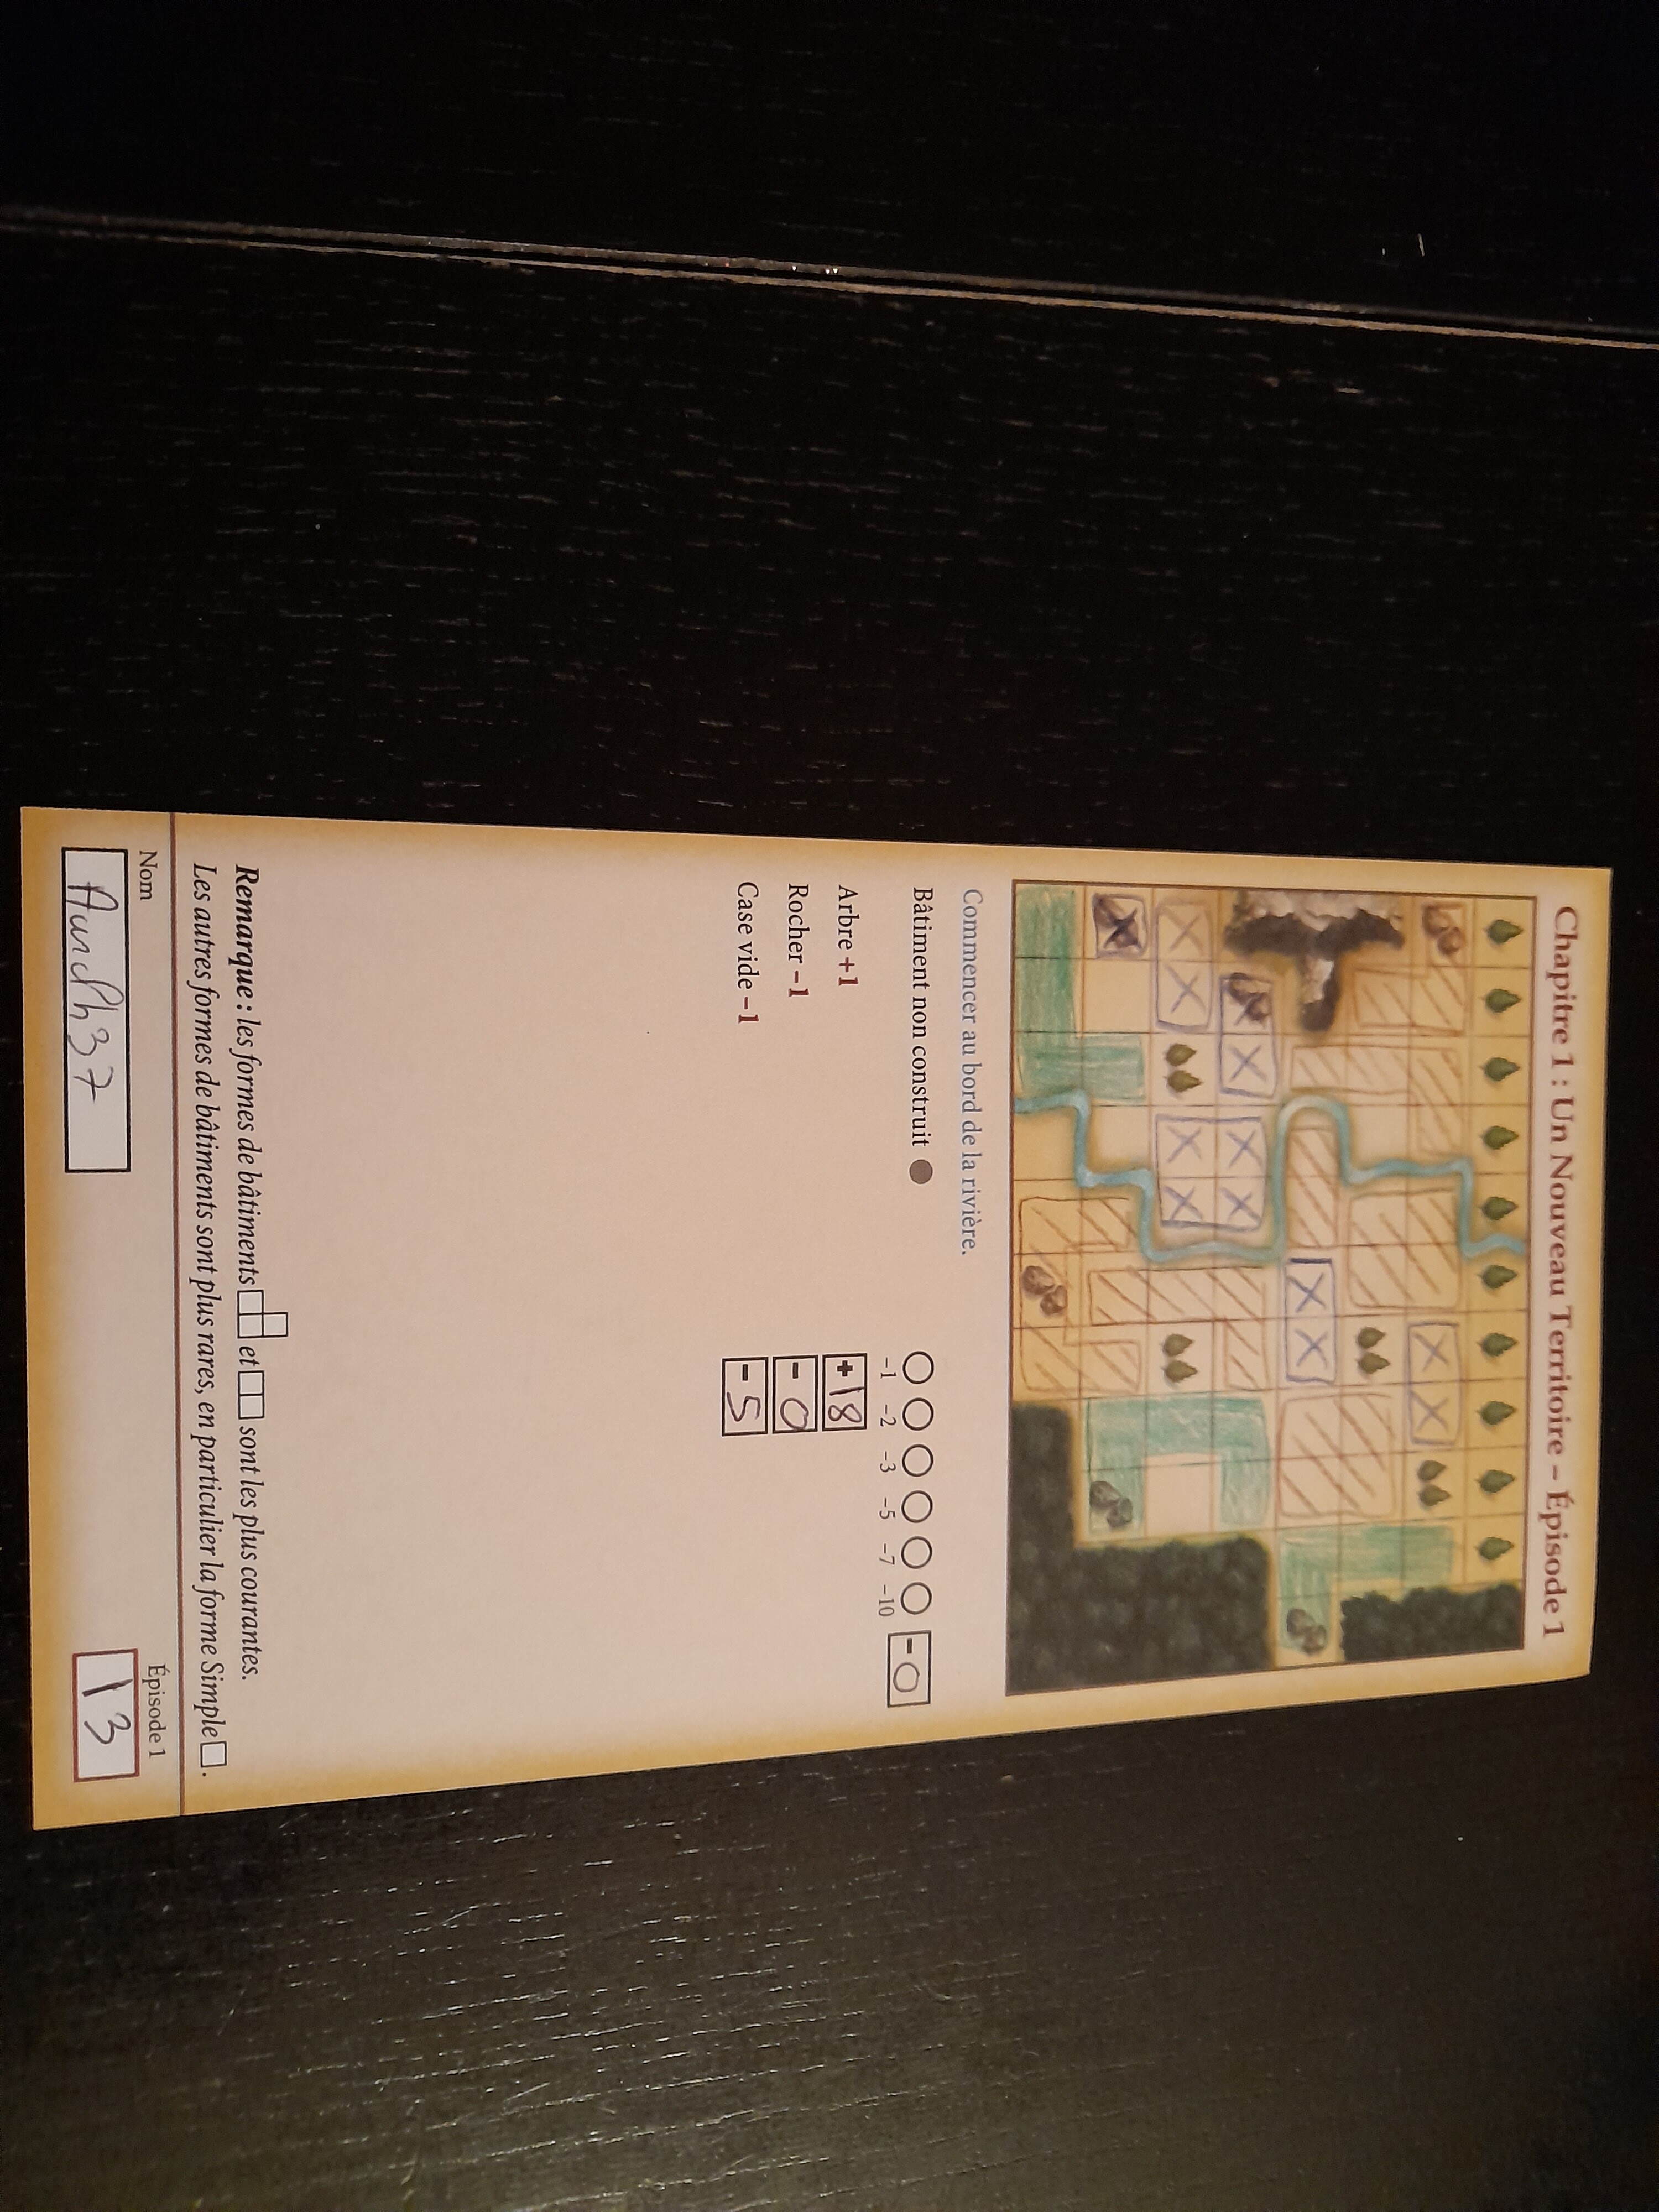 Chapitre 1 : Un Nouveau Territoire – Épisode 1
Commencer au bord de la rivière.
Bâtiment non construit
-0
-1 -2 -3 -5 -7 -10
Arbre +1
+18
Rocher -1
-0
Case vide -1
-5
Remarque : les formes de bâtiments et sont les plus courantes.
Les autres formes de bâtiments sont plus rares, en particulier la forme Simple .
Nom
Épisode 1
13